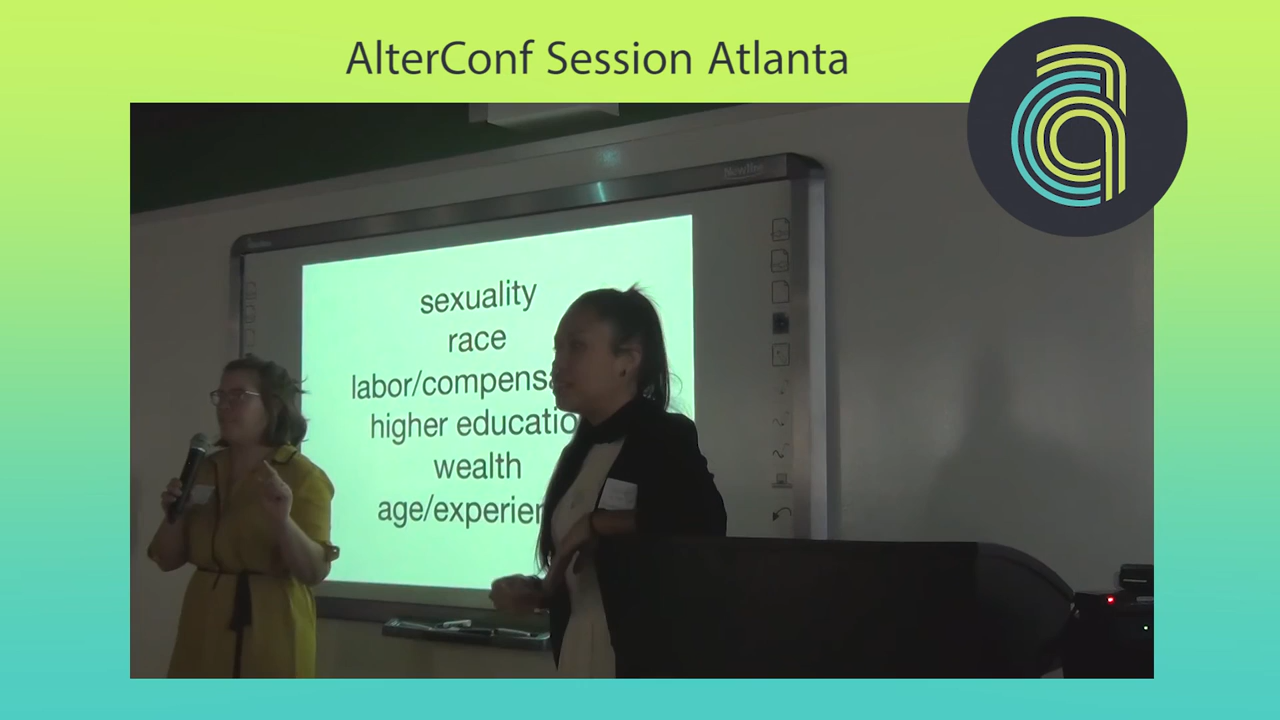 AlterConf Session Atlanta
sexuality
race
labor/compensa
higher educatio
wealth
age/experien